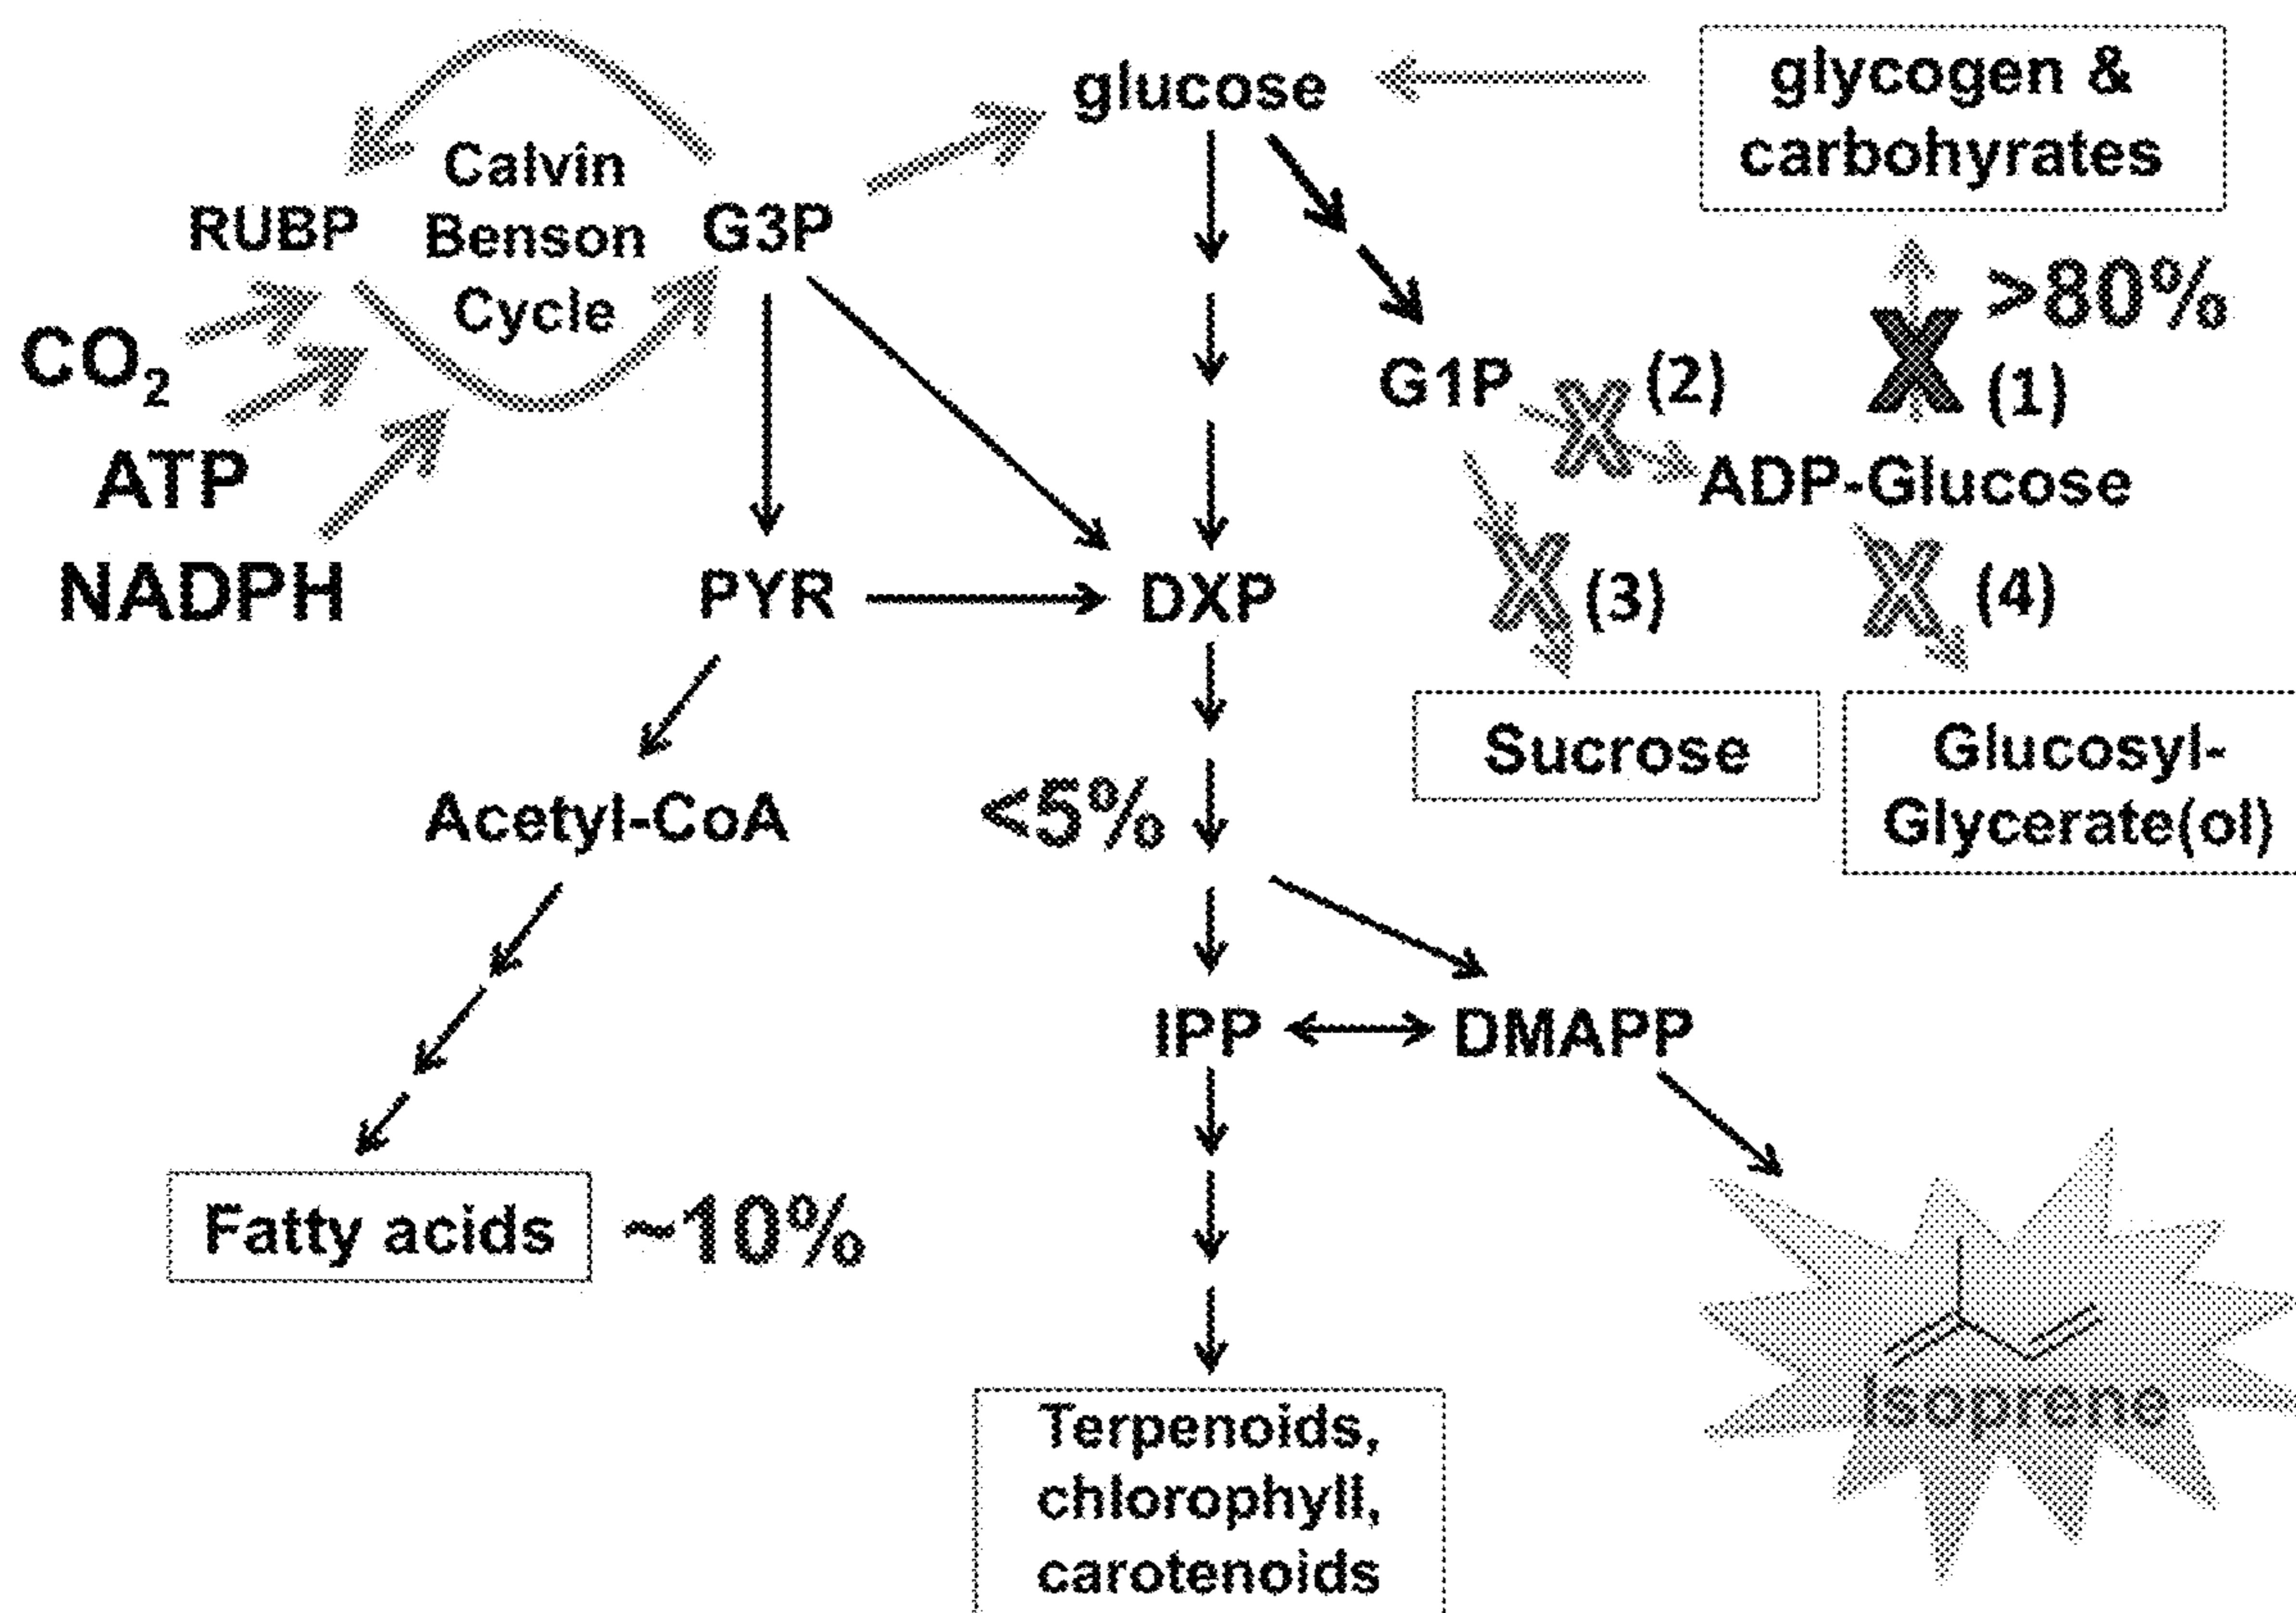 glucose
glycogen &
carbohyrates
Calvin
Benson
Cycle
RUBP
G3P
CO₂
ATP
NADPH
>80%
G1P
(2)
(1)
ADP-Glucose
PYR
DXP
(3)
(4)
Sucrose
Glucosyl-
Glycerate(ol)
Acetyl-CoA
<5%
IPP
DMAPP
Fatty acids
~10%
Isoprene
Terpenoids,
chlorophyll,
carotenoids